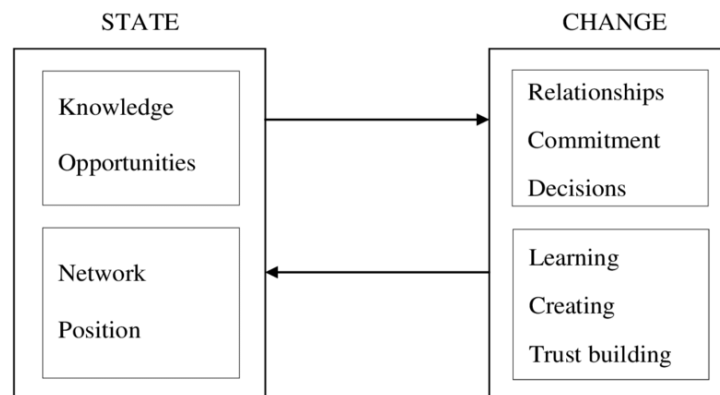 STATE
Knowledge
Opportunities
Network
Position
CHANGE
Relationships
Commitment
Decisions
Learning
Creating
Trust building